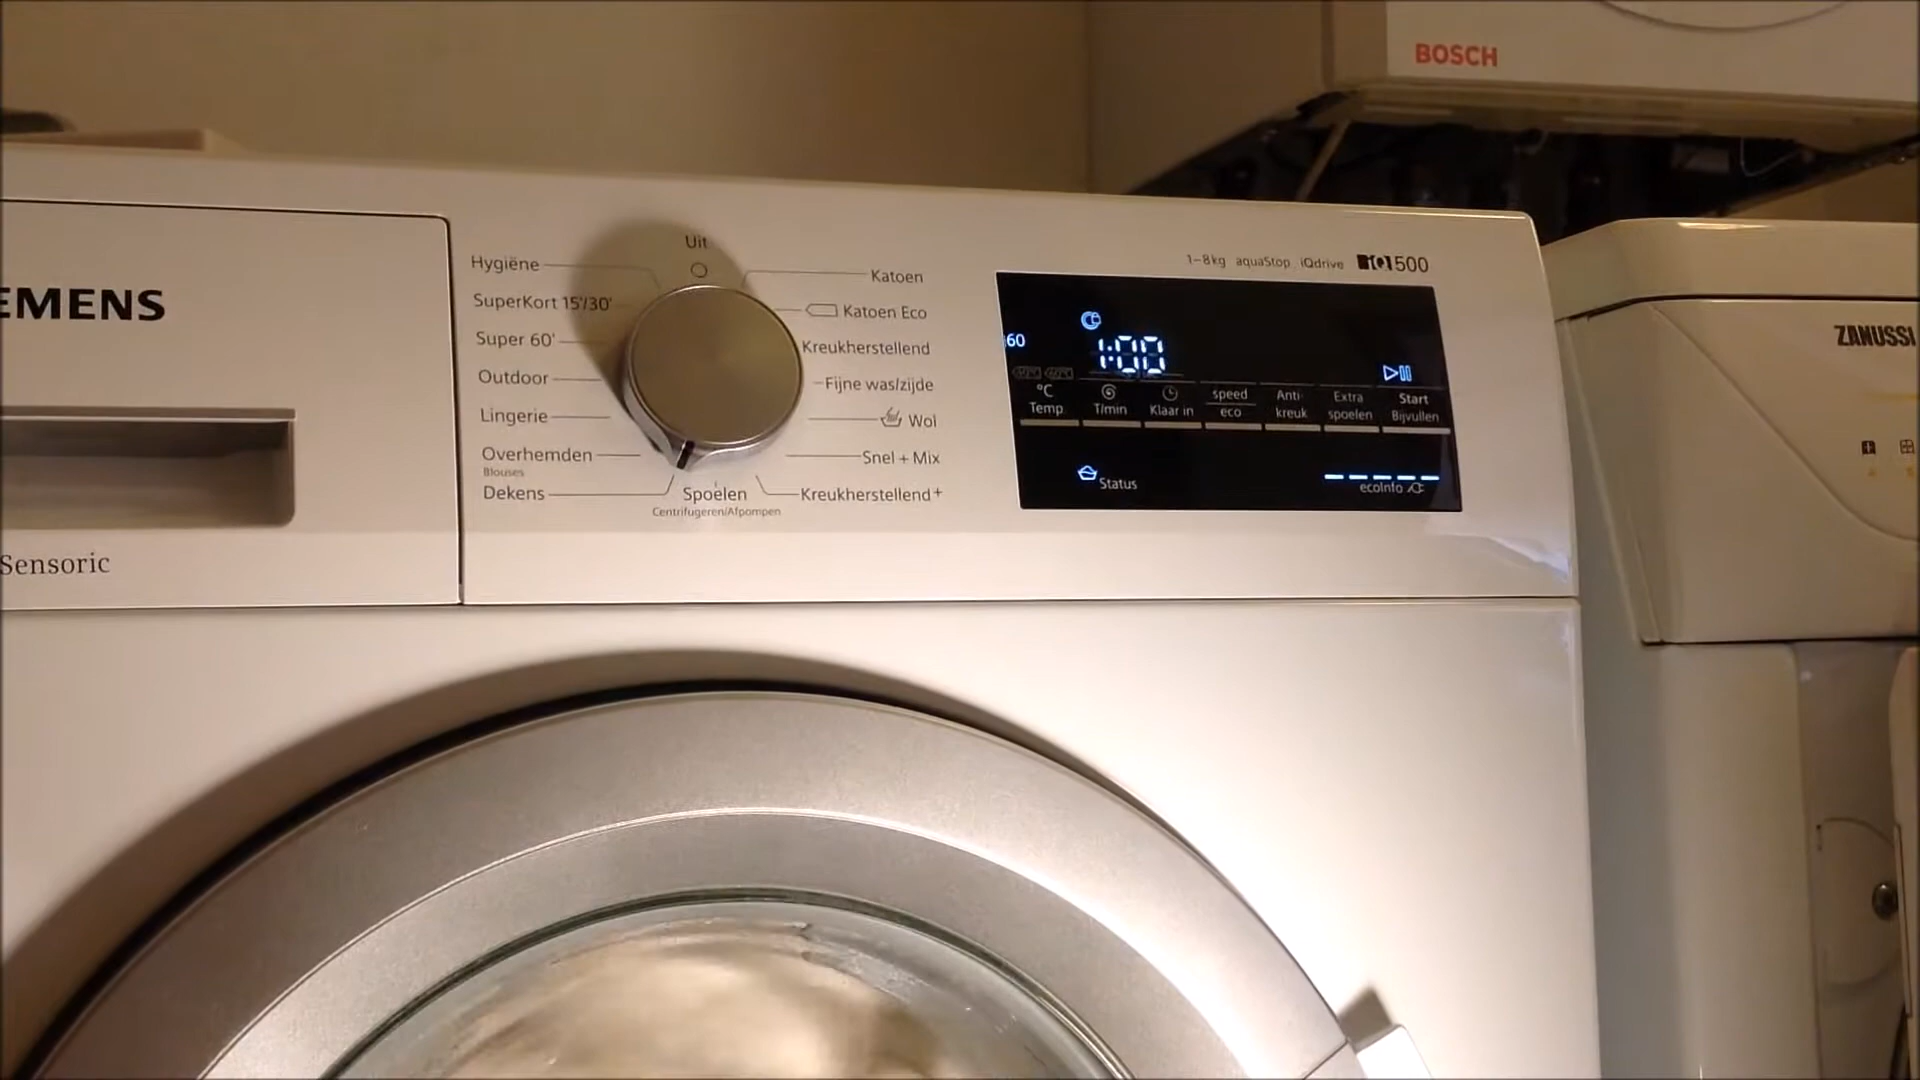 BOSCH
EMENS
Sensoric
Uit
Hygiëne
SuperKort 15'/30'
Super 60'
Outdoor
Lingerie
Overhemden
Blouses
Dekens
Spoelen
Centrifugeren/Afpompen
Katoen
Katoen Eco
Kreukherstellend
Fijne was/zijde
Wol
Snel + Mix
Kreukherstellend+
1-8kg aquaStop iQdrive iQ500
60
1:00
°C
Temp.
T/min
Klaar in
speed
eco
Anti-
kreuk
Extra
spoelen
Start
Bijvullen
Status
ecoInfo
ZANUSSI